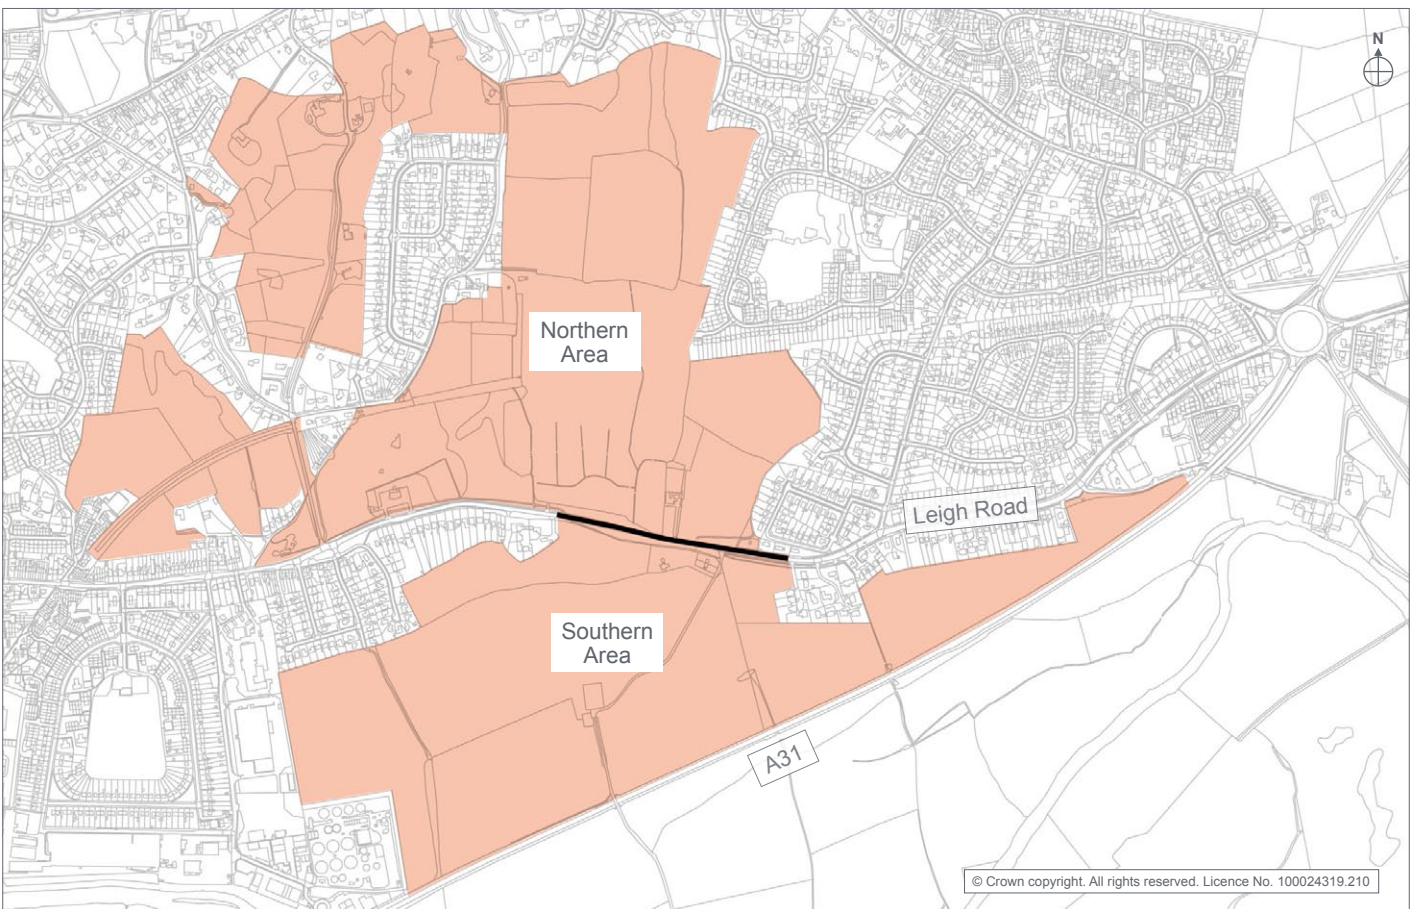 N
Northern
Area
Leigh Road
Southern
Area
A31
© Crown copyright. All rights reserved. Licence No. 100024319.210